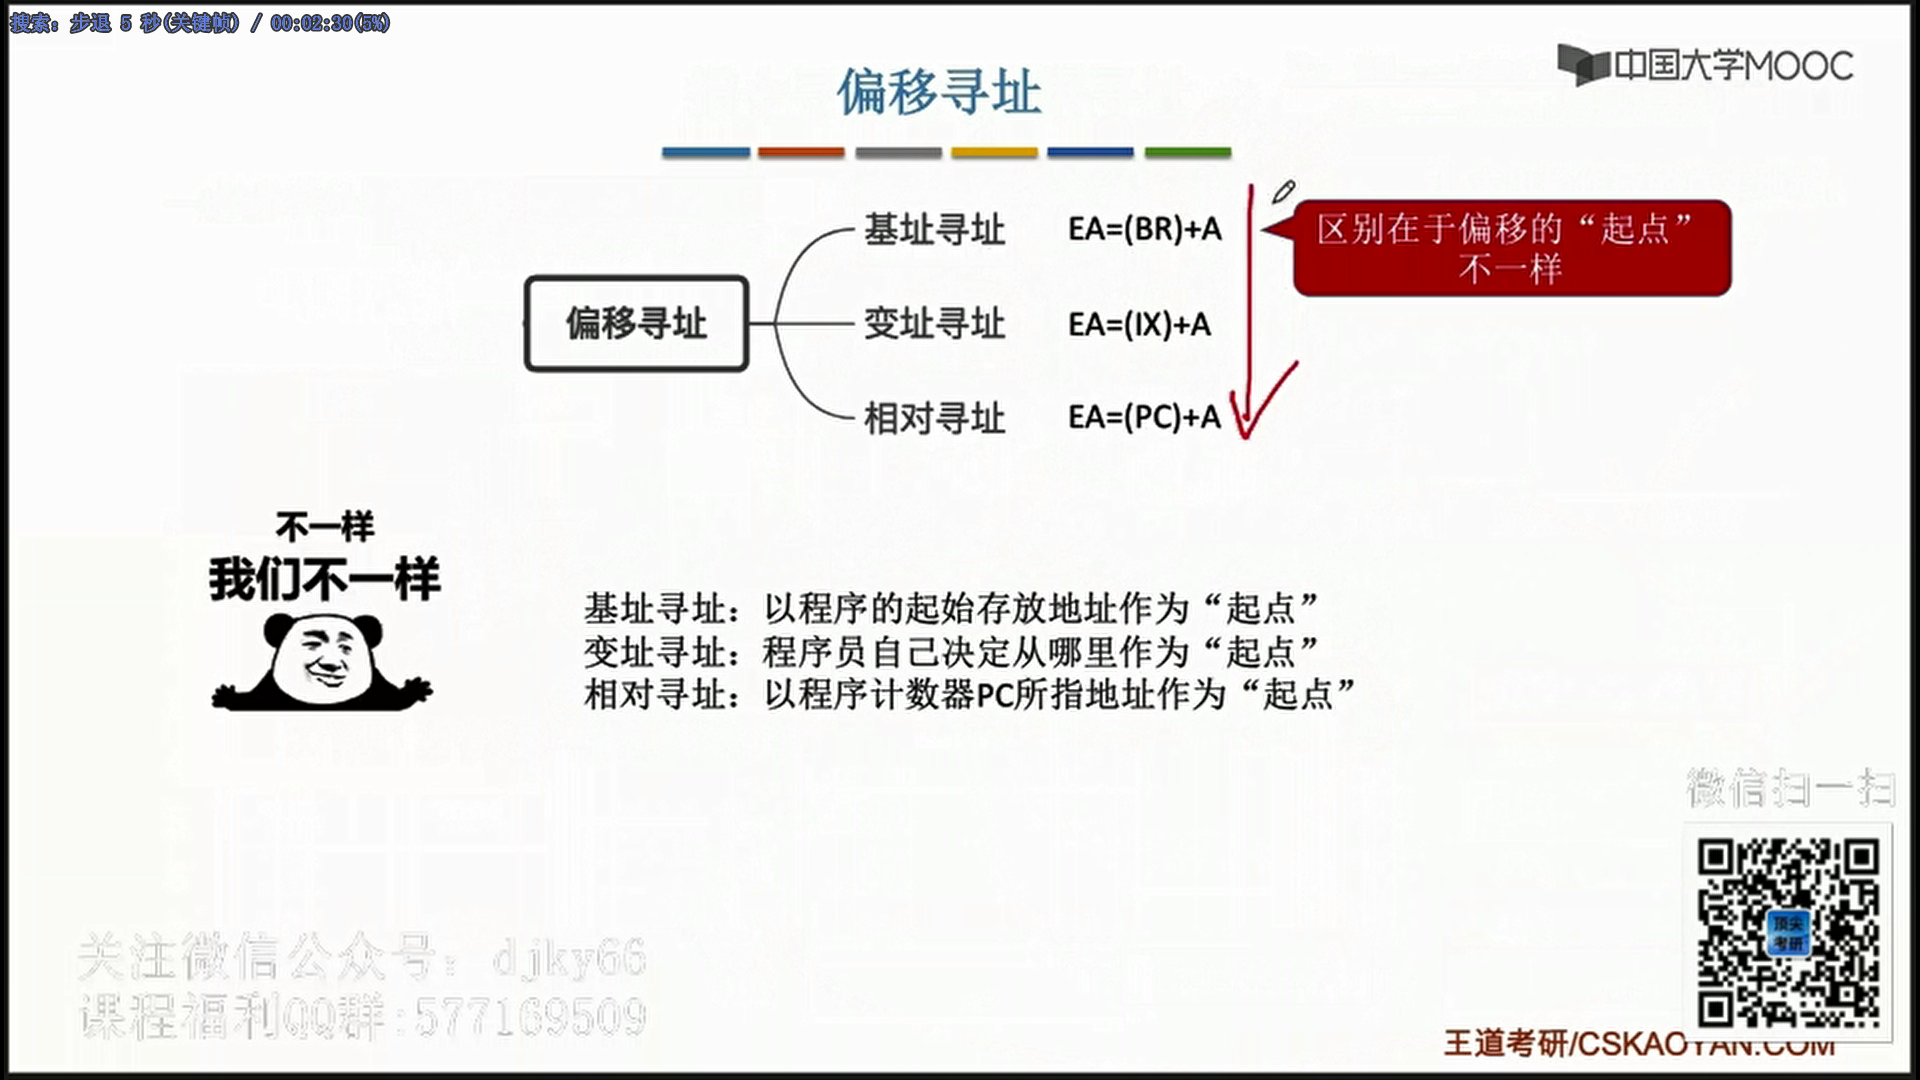 搜索: 步退 5 秒(关键帧) / 00:02:30(5%)
中国大学MOOC
偏移寻址
基址寻址 EA=(BR)+A
区别在于偏移的“起点”
不一样
偏移寻址
变址寻址 EA=(IX)+A
相对寻址 EA=(PC)+A
不一样
我们不一样
基址寻址：以程序的起始存放地址作为“起点”
变址寻址：程序员自己决定从哪里作为“起点”
相对寻址：以程序计数器PC所指地址作为“起点”
微信扫一扫
顶尖
考研
关注微信公众号：djky66
课程福利QQ群:577169509
王道考研/CSKAOYAN.COM